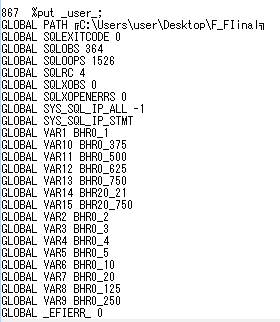 867  %put _user_;
GLOBAL PATH ╔C:\Users\user\Desktop\F_FIinal╗
GLOBAL SQLEXITCODE 0
GLOBAL SQLOBS 364
GLOBAL SQLOOPS 1526
GLOBAL SQLRC 4
GLOBAL SQLXOBS 0
GLOBAL SQLXOPENERRS 0
GLOBAL SYS_SQL_IP_ALL -1
GLOBAL SYS_SQL_IP_STMT
GLOBAL VAR1 BHR0_1
GLOBAL VAR10 BHR0_375
GLOBAL VAR11 BHR0_500
GLOBAL VAR12 BHR0_625
GLOBAL VAR13 BHR0_750
GLOBAL VAR14 BHR20_21
GLOBAL VAR15 BHR20_750
GLOBAL VAR2 BHR0_2
GLOBAL VAR3 BHR0_3
GLOBAL VAR4 BHR0_4
GLOBAL VAR5 BHR0_5
GLOBAL VAR6 BHR0_10
GLOBAL VAR7 BHR0_20
GLOBAL VAR8 BHR0_125
GLOBAL VAR9 BHR0_250
GLOBAL _EFIERR_ 0